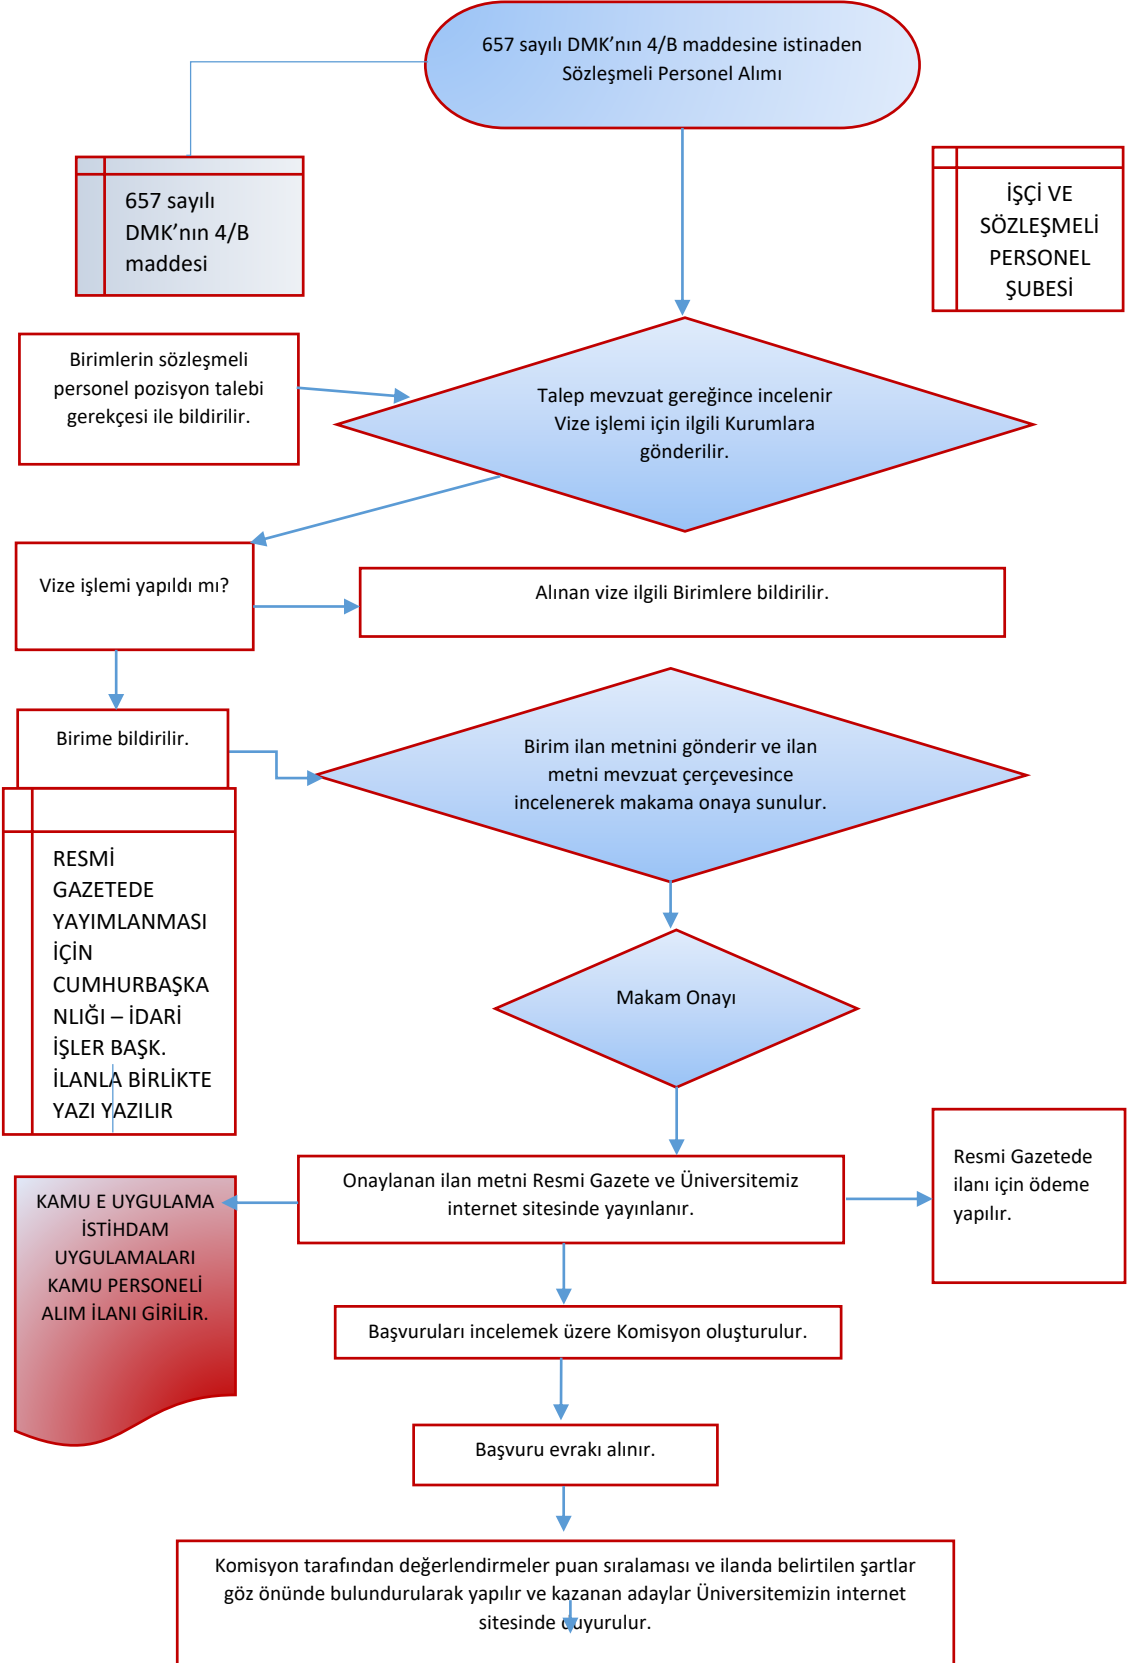 657 sayılı DMK’nın 4/B maddesine istinaden
Sözleşmeli Personel Alımı
657 sayılı
DMK’nın 4/B
maddesi
İŞÇİ VE
SÖZLEŞMELİ
PERSONEL
ŞUBESİ
Birimlerin sözleşmeli
personel pozisyon talebi
gerekçesi ile bildirilir.
Talep mevzuat gereğince incelenir
Vize işlemi için ilgili Kurumlara
gönderilir.
Vize işlemi yapıldı mı?
Alınan vize ilgili Birimlere bildirilir.
Birime bildirilir.
Birim ilan metnini gönderir ve ilan
metni mevzuat çerçevesince
incelenerek makama onaya sunulur.
RESMİ
GAZETEDE
YAYIMLANMASI
İÇİN
CUMHURBAŞKA
NLIĞI – İDARİ
İŞLER BAŞK.
İLANLA BİRLİKTE
YAZI YAZILIR
Makam Onayı
Onaylanan ilan metni Resmi Gazete ve Üniversitemiz
internet sitesinde yayınlanır.
Resmi Gazetede
ilanı için ödeme
yapılır.
KAMU E UYGULAMA
İSTİHDAM
UYGULAMALARI
KAMU PERSONELİ
ALIM İLANI GİRİLİR.
Başvuruları incelemek üzere Komisyon oluşturulur.
Başvuru evrakı alınır.
Komisyon tarafından değerlendirmeler puan sıralaması ve ilanda belirtilen şartlar
göz önünde bulundurularak yapılır ve kazanan adaylar Üniversitemizin internet
sitesinde duyurulur.